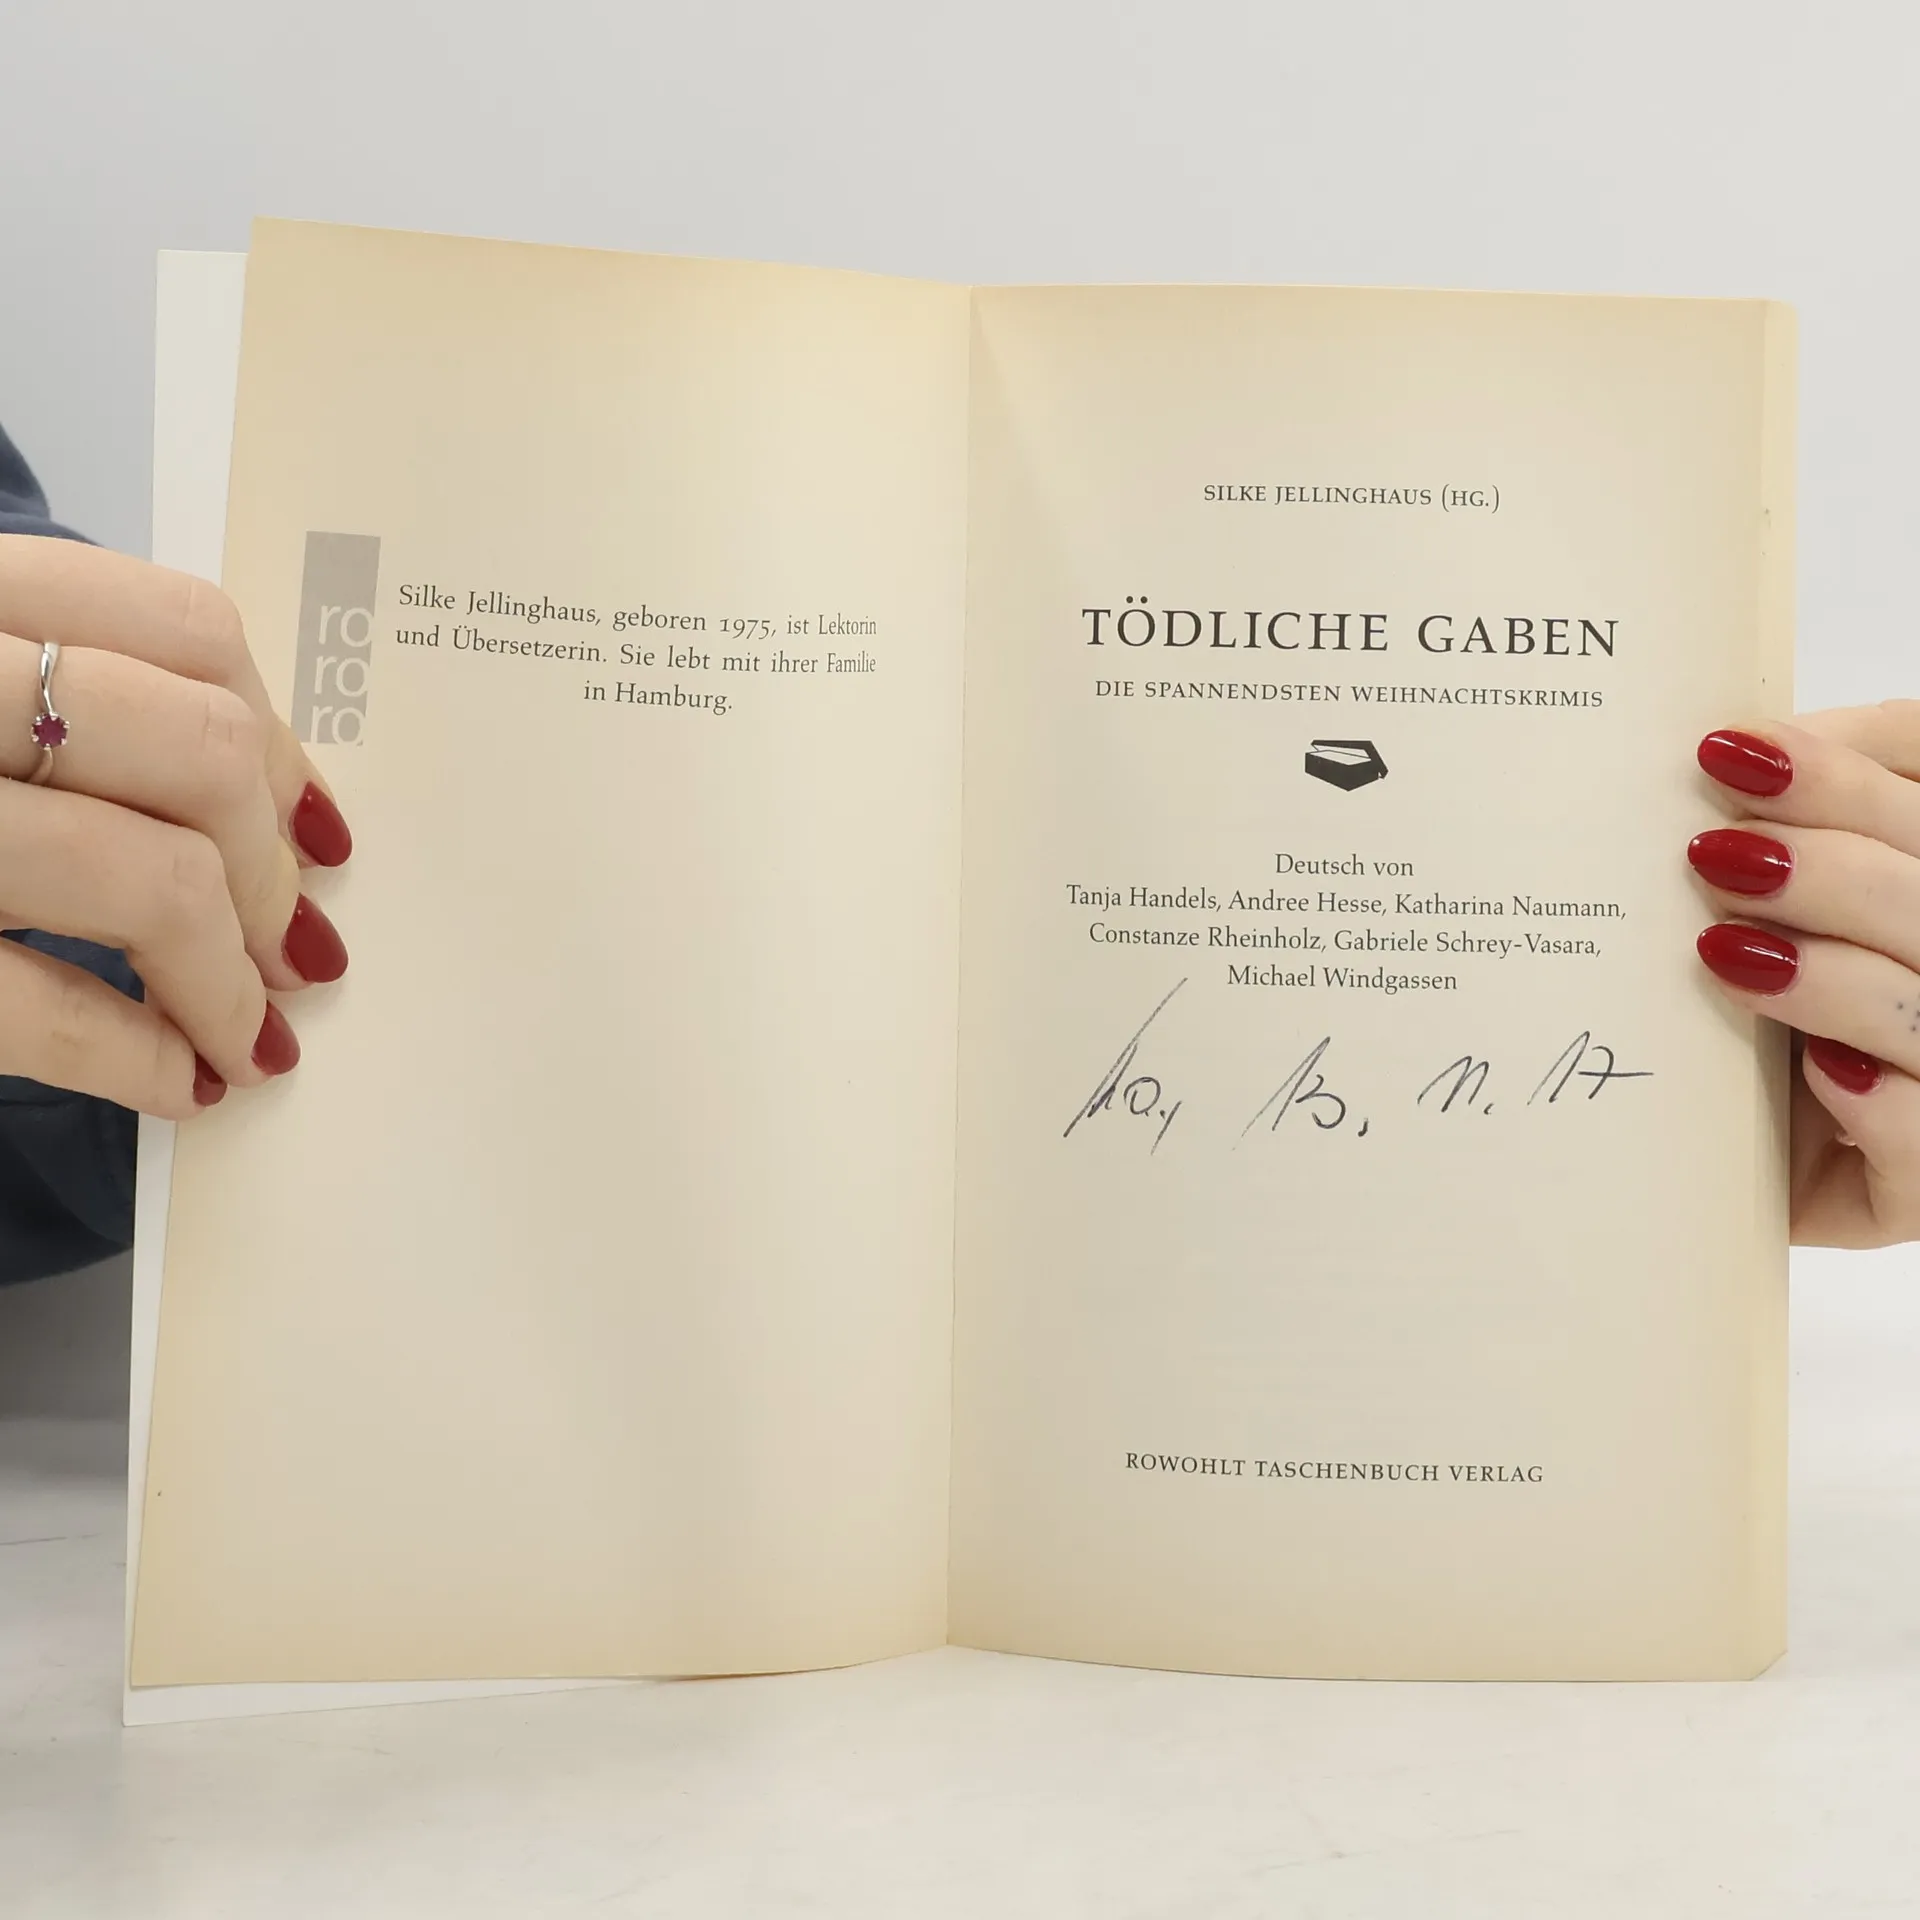 ro
ro
ro
Silke Jellinghaus, geboren 1975, ist Lektorin
und Übersetzerin. Sie lebt mit ihrer Familie
in Hamburg.
SILKE JELLINGHAUS (HG.)
TÖDLICHE GABEN
DIE SPANNENDSTEN WEIHNACHTSKRIMIS
Deutsch von
Tanja Handels, Andree Hesse, Katharina Naumann,
Constanze Rheinholz, Gabriele Schrey-Vasara,
Michael Windgassen
17
ROWOHLT TASCHENBUCH VERLAG